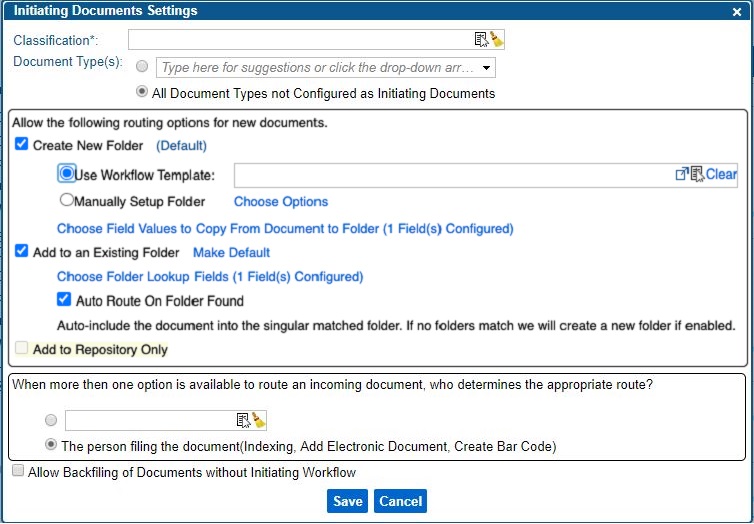 Initiating Documents Settings
Classification*:
Document Type(s): Type here for suggestions or click the drop-down arr...
All Document Types not Configured as Initiating Documents
Allow the following routing options for new documents.
Create New Folder (Default)
Use Workflow Template: Clear
Manually Setup Folder Choose Options
Choose Field Values to Copy From Document to Folder (1 Field(s) Configured)
Add to an Existing Folder Make Default
Choose Folder Lookup Fields (1 Field(s) Configured)
Auto Route On Folder Found
Auto-include the document into the singular matched folder. If no folders match we will create a new folder if enabled.
Add to Repository Only
When more then one option is available to route an incoming document, who determines the appropriate route?
The person filing the document(Indexing, Add Electronic Document, Create Bar Code)
Allow Backfiling of Documents without Initiating Workflow
Save Cancel